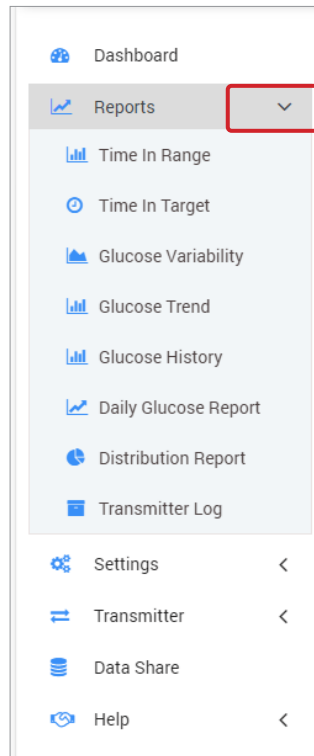 Dashboard
Reports
Time In Range
Time In Target
Glucose Variability
Glucose Trend
Glucose History
Daily Glucose Report
Distribution Report
Transmitter Log
Settings
Transmitter
Data Share
Help